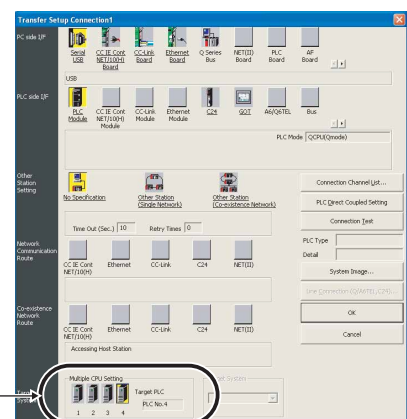 Transfer Setup Connection1
PC side I/F
Serial USB
CC IE Cont NET/10(H) Board
CC-Link Board
Ethernet Board
Q Series Bus
NET(II) Board
PLC Board
AF Board
USB
PLC side I/F
PLC Module
CC IE Cont NET/10(H) Module
CC-Link Module
Ethernet Module
C24
GOT
A6/Q6TEL
Bus
PLC Mode QCPU(Qmode)
Other Station Setting
No Specification
Other Station (Single Network)
Other Station (Co-existence Network)
Time Out (Sec.) 10 Retry Times 0
Connection Channel List...
PLC Direct Coupled Setting
Connection Test
PLC Type
Detail
System Image...
Line Connection (Q/A6TEL,C24)...
OK
Cancel
Network Communication Route
CC IE Cont NET/10(H)
Ethernet
CC-Link
C24
NET(II)
Co-existence Network Route
CC IE Cont NET/10(H)
Ethernet
CC-Link
C24
NET(II)
Accessing Host Station
Multiple CPU Setting
Target PLC
PLC No.4
1 2 3 4
System